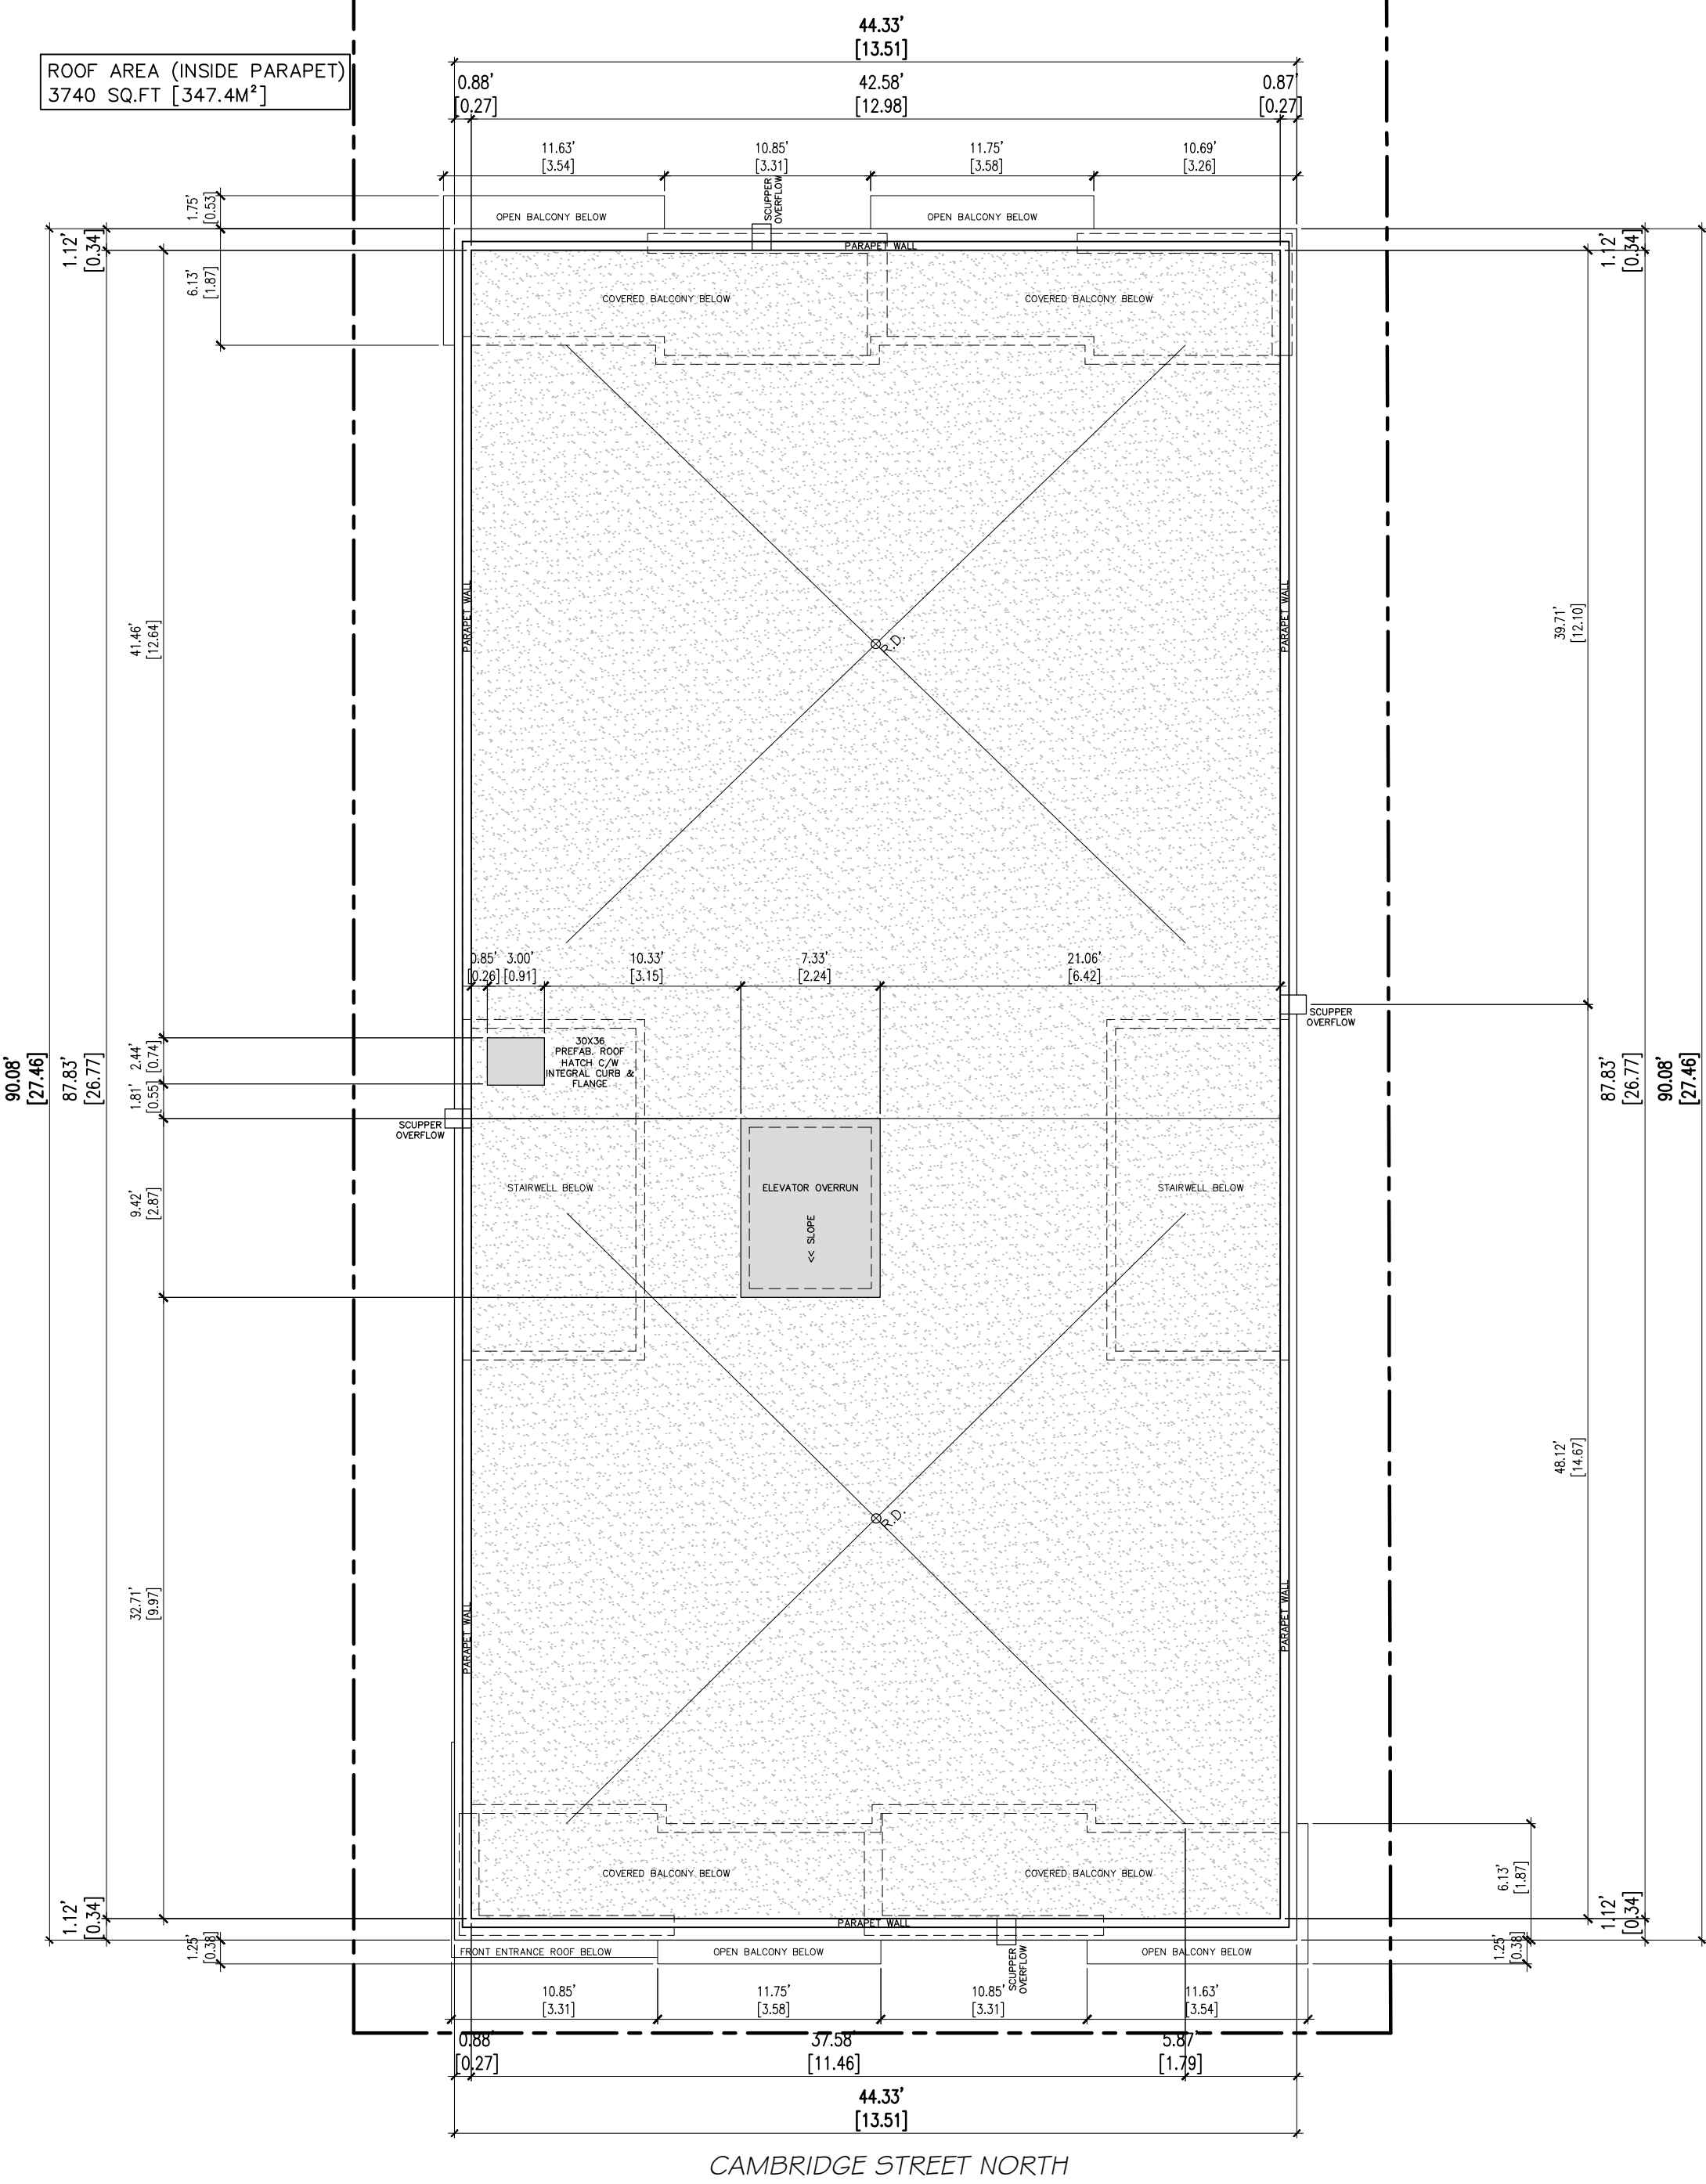 44.33'
[13.51]
ROOF AREA (INSIDE PARAPET)
3740 SQ.FT [347.4M²]
0.88'
[0.27]
42.58'
[12.98]
0.87'
[0.27]
11.63'
[3.54]
10.85'
[3.31]
11.75'
[3.58]
10.69'
[3.26]
1.75'
[0.53]
OPEN BALCONY BELOW
SCUPPER
OVERFLOW
OPEN BALCONY BELOW
1.12'
[0.34]
6.13'
[1.87]
PARAPET WALL
1.12'
[0.34]
COVERED BALCONY BELOW
COVERED BALCONY BELOW
41.46'
[12.64]
PARAPET WALL
R.D.
PARAPET WALL
39.71'
[12.10]
0.85'
[0.26]
3.00'
[0.91]
10.33'
[3.15]
7.33'
[2.24]
21.06'
[6.42]
SCUPPER
OVERFLOW
90.08'
[27.46]
87.83'
[26.77]
2.44'
[0.74]
1.81'
[0.55]
30X36
PREFAB. ROOF
HATCH C/W
INTEGRAL CURB &
FLANGE
87.83'
[26.77]
90.08'
[27.46]
SCUPPER
OVERFLOW
9.42'
[2.87]
STAIRWELL BELOW
ELEVATOR OVERRUN
<< SLOPE
STAIRWELL BELOW
48.12'
[14.67]
R.D.
32.71'
[9.97]
PARAPET WALL
PARAPET WALL
COVERED BALCONY BELOW
COVERED BALCONY BELOW
6.13'
[1.87]
1.12'
[0.34]
PARAPET WALL
1.12'
[0.34]
1.25'
[0.38]
FRONT ENTRANCE ROOF BELOW
OPEN BALCONY BELOW
SCUPPER
OVERFLOW
OPEN BALCONY BELOW
1.25'
[0.38]
10.85'
[3.31]
11.75'
[3.58]
10.85'
[3.31]
11.63'
[3.54]
0.88'
[0.27]
37.58'
[11.46]
5.87'
[1.79]
44.33'
[13.51]
CAMBRIDGE STREET NORTH